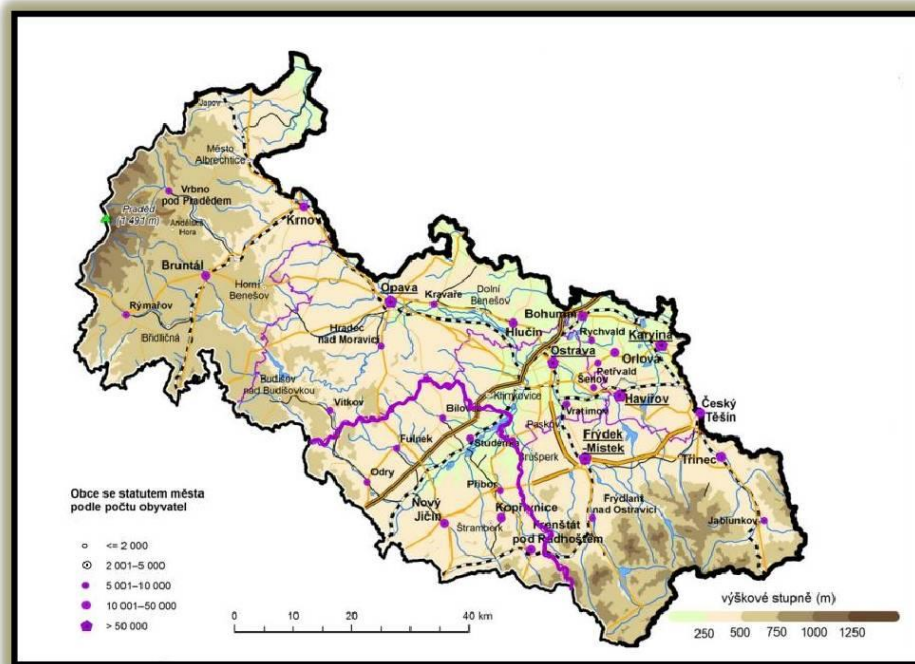 Janov
Město
Albrechtice
Vrbno
pod Pradědem
Praděd
(1 491 m)
Andělská
Hora
Krnov
Bruntál
Horní
Benešov
Rýmařov
Břidličná
Opava
Kravaře
Dolní
Benešov
Hradec
nad Moravicí
Hlučín
Bohumín
Rychvald
Karviná
Ostrava
Orlová
Petřvald
Šenov
Havířov
Budišov
nad Budišovkou
Vítkov
Bílovec
Klimkovice
Vratimov
Český
Těšín
Fulnek
Studénka
Paskov
Brušperk
Frýdek
-Místek
Třinec
Odry
Příbor
Nový
Jičín
Kopřivnice
Frýdlant
nad Ostravicí
Jablunkov
Štramberk
Frenštát
pod Radhoštěm
Obce se statutem města
podle počtu obyvatel
<= 2 000
2 001–5 000
5 001–10 000
10 001–50 000
> 50 000
0 10 20 40 km
výškové stupně (m)
250 500 750 1000 1250